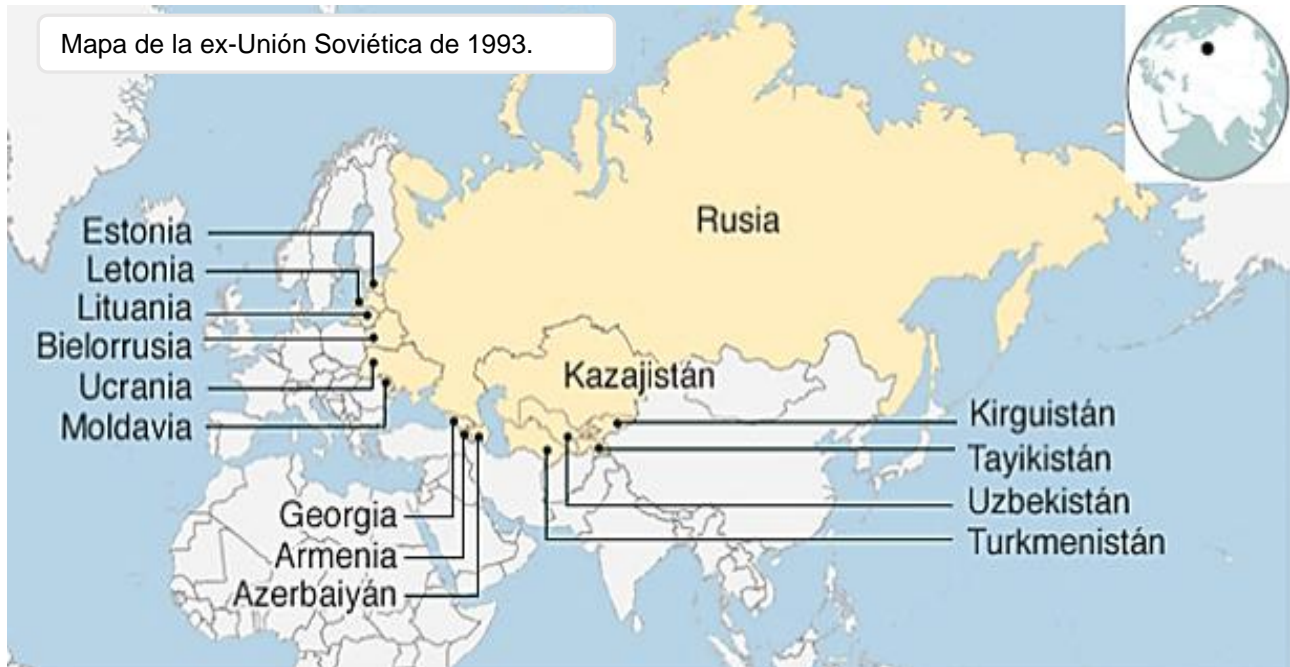 Mapa de la ex-Unión Soviética de 1993.
Rusia
Estonia
Letonia
Lituania
Bielorrusia
Ucrania
Moldavia
Kazajistán
Georgia
Armenia
Azerbaiyán
Kirguistán
Tayikistán
Uzbekistán
Turkmenistán